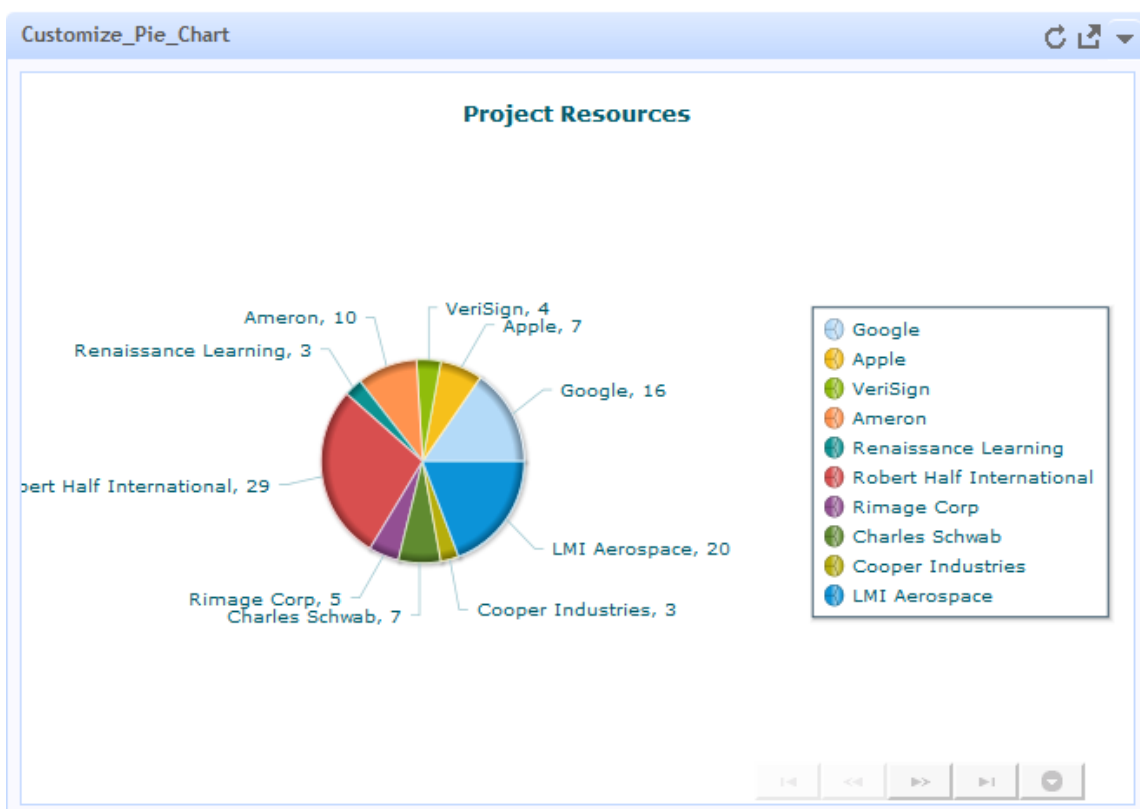 Customize_Pie_Chart
Project Resources
VeriSign, 4
Ameron, 10
Apple, 7
Renaissance Learning, 3
Google, 16
bert Half International, 29
LMI Aerospace, 20
Rimage Corp, 5
Cooper Industries, 3
Charles Schwab, 7
Google
Apple
VeriSign
Ameron
Renaissance Learning
Robert Half International
Rimage Corp
Charles Schwab
Cooper Industries
LMI Aerospace